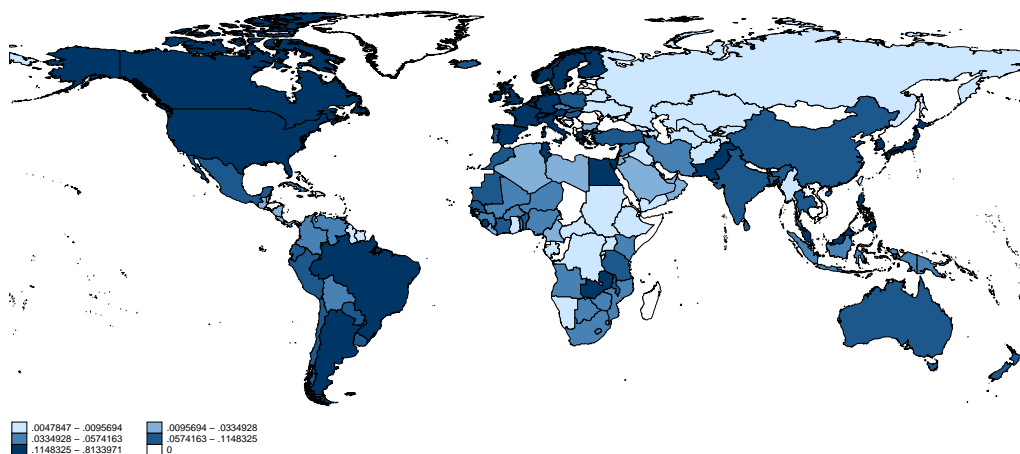 .0047847 – .0095694 .0095694 – .0334928
.0334928 – .0574163 .0574163 – .1148325
.1148325 – .8133971 0